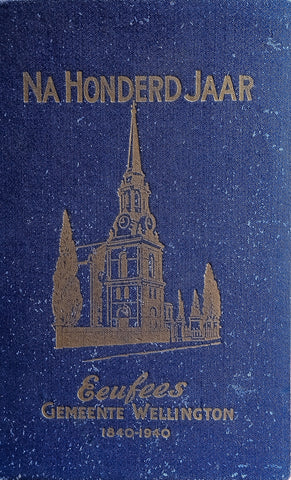 NA HONDERD JAAR
Eeufees
GEMEENTE WELLINGTON
1840-1940